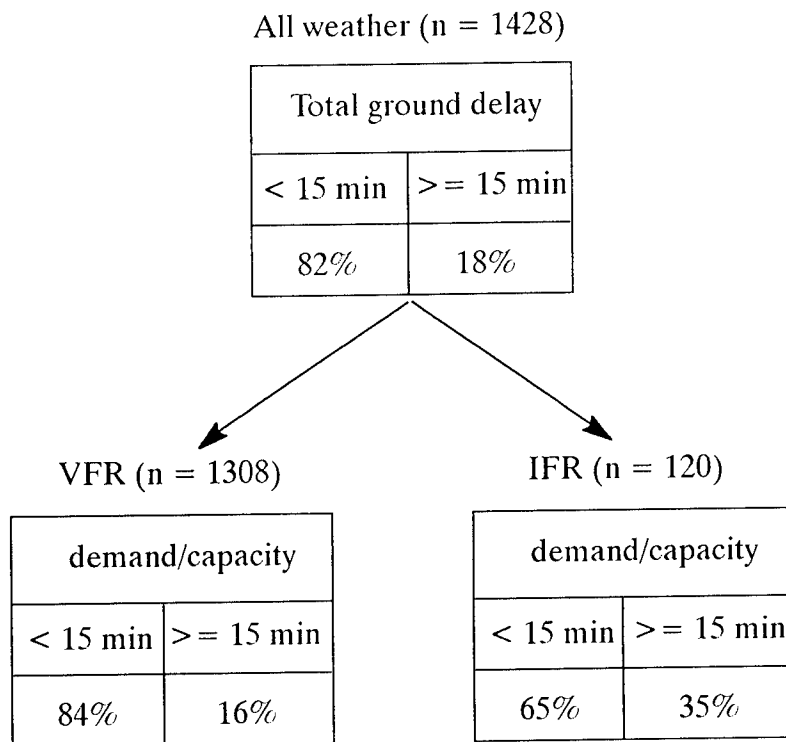 All weather (n = 1428)
Total ground delay
< 15 min >= 15 min
82% 18%
VFR (n = 1308)
demand/capacity
< 15 min >= 15 min
84% 16%
IFR (n = 120)
demand/capacity
< 15 min >= 15 min
65% 35%